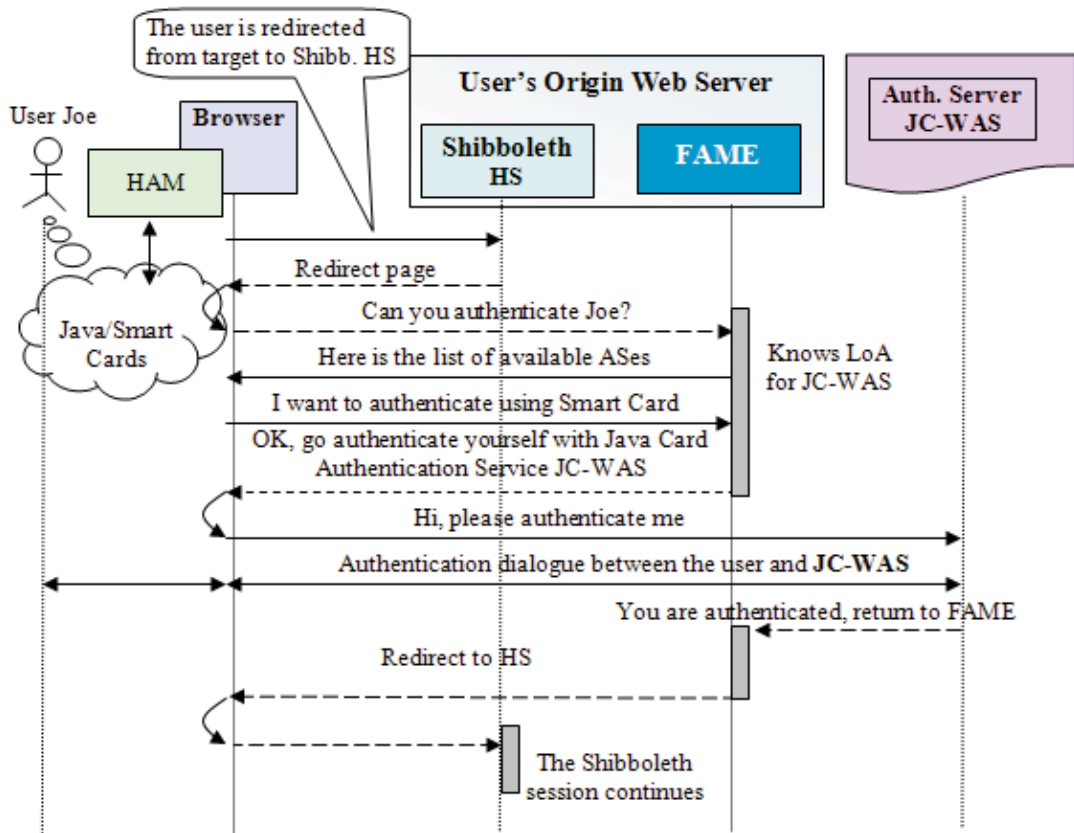 The user is redirected
from target to Shibb. HS
User's Origin Web Server
Auth. Server
JC-WAS
User Joe
Browser
Shibboleth
HS
FAME
HAM
Redirect page
Can you authenticate Joe?
Java/Smart
Cards
Here is the list of available ASes
Knows LoA
for JC-WAS
I want to authenticate using Smart Card
OK, go authenticate yourself with Java Card
Authentication Service JC-WAS
Hi, please authenticate me
Authentication dialogue between the user and JC-WAS
You are authenticated, return to FAME
Redirect to HS
The Shibboleth
session continues